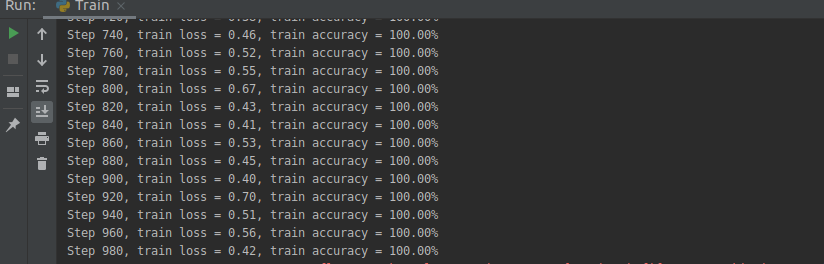 Run: Train
Step 720, train loss = 0.58, train accuracy = 100.00%
Step 740, train loss = 0.46, train accuracy = 100.00%
Step 760, train loss = 0.52, train accuracy = 100.00%
Step 780, train loss = 0.55, train accuracy = 100.00%
Step 800, train loss = 0.67, train accuracy = 100.00%
Step 820, train loss = 0.43, train accuracy = 100.00%
Step 840, train loss = 0.41, train accuracy = 100.00%
Step 860, train loss = 0.53, train accuracy = 100.00%
Step 880, train loss = 0.45, train accuracy = 100.00%
Step 900, train loss = 0.40, train accuracy = 100.00%
Step 920, train loss = 0.70, train accuracy = 100.00%
Step 940, train loss = 0.51, train accuracy = 100.00%
Step 960, train loss = 0.56, train accuracy = 100.00%
Step 980, train loss = 0.42, train accuracy = 100.00%